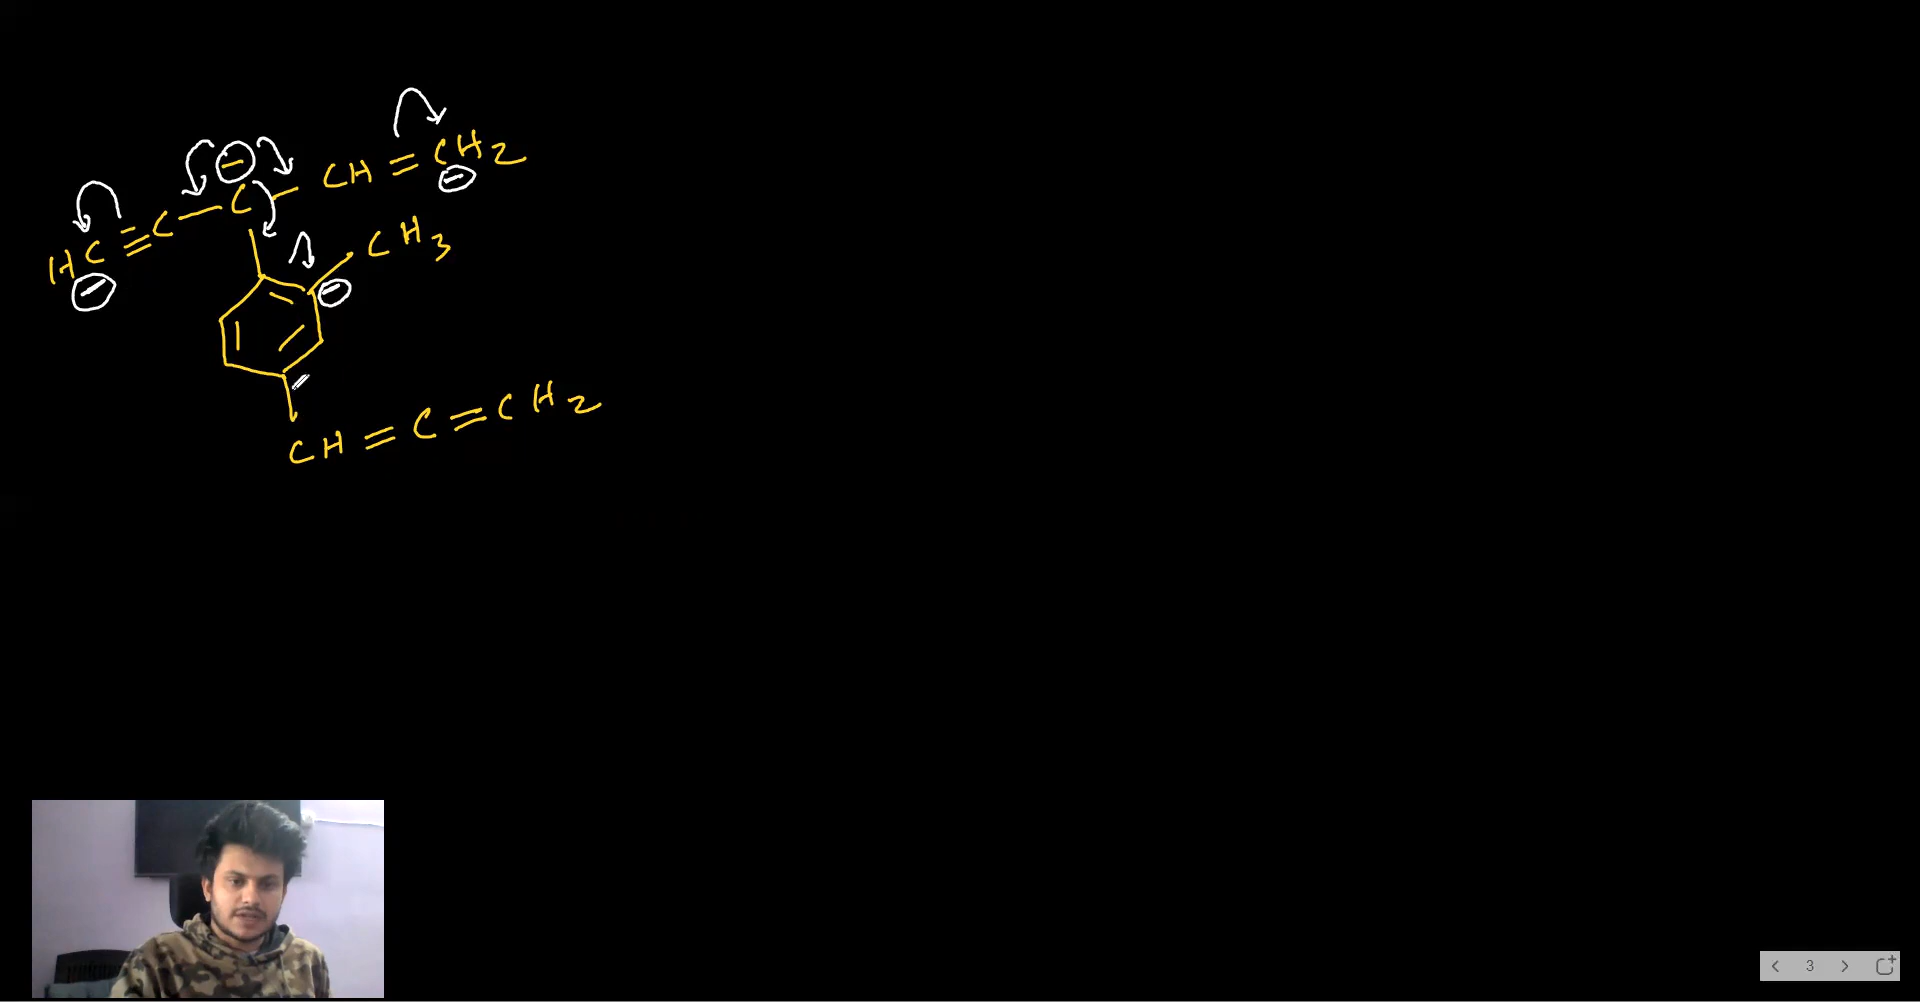 HC≡C—C—CH=CH2
⊖ ⊖ ⊖
CH3
⊖
CH=C=CH2
3